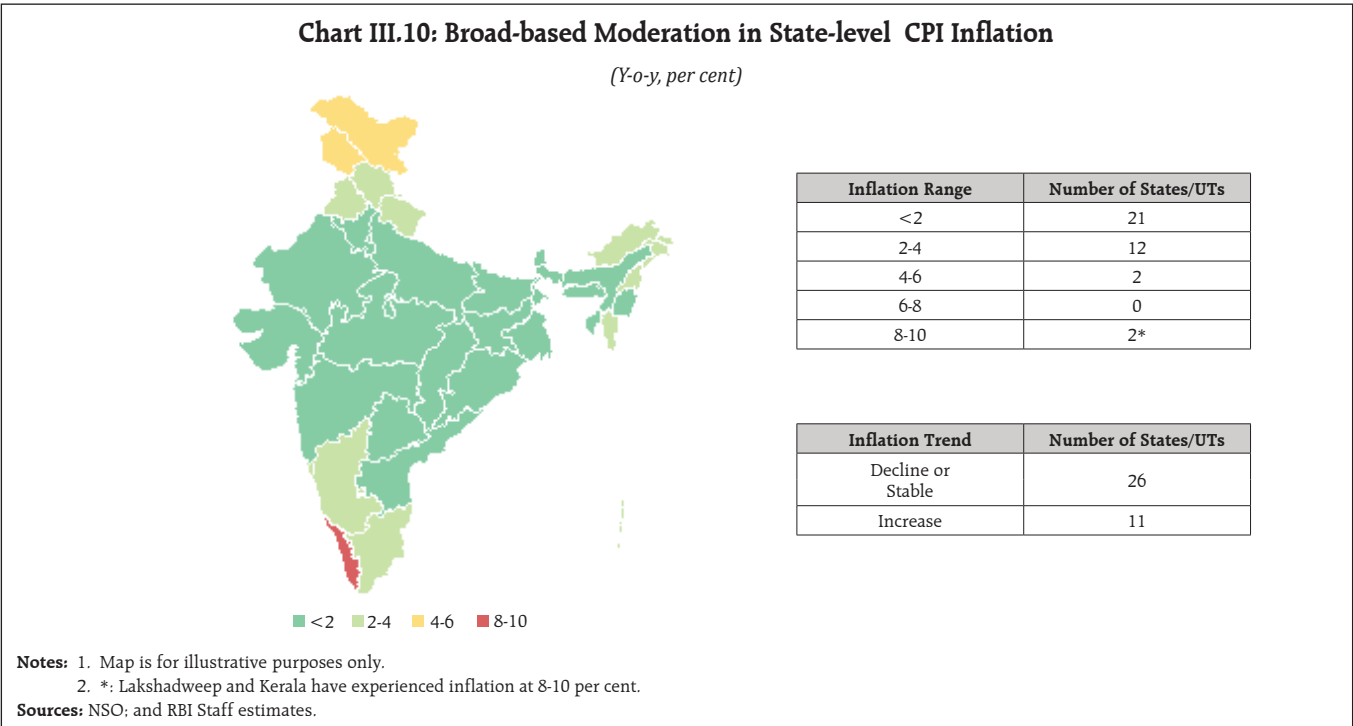 Chart III.10: Broad-based Moderation in State-level CPI Inflation
(Y-o-y, per cent)
Inflation Range Number of States/UTs
<2 21
2-4 12
4-6 2
6-8 0
8-10 2*
Inflation Trend Number of States/UTs
Decline or
Stable 26
Increase 11
<2 2-4 4-6 8-10
Notes: 1. Map is for illustrative purposes only.
2. *: Lakshadweep and Kerala have experienced inflation at 8-10 per cent.
Sources: NSO; and RBI Staff estimates.